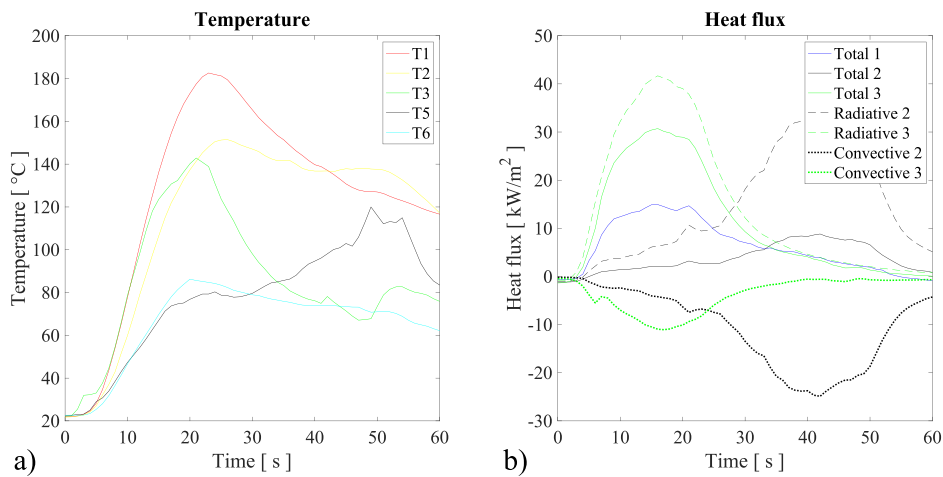 Temperature
200
180
160
140
120
100
80
60
40
20
0
10
20
30
40
50
60
Temperature [ °C]
Time [ s ]
T1
T2
T3
T5
T6
a)
Heat flux
50
40
30
20
10
0
-10
-20
-30
0
10
20
30
40
50
60
Heat flux [ kW/m²]
Time [ s ]
Total 1
Total 2
Total 3
Radiative 2
Radiative 3
Convective 2
Convective 3
b)